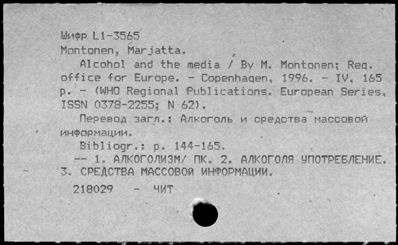 Шифр L1-3565
Montonen, Marjatta.
Alcohol and the media / By M. Montonen; Reg.
office for Europe. - Copenhagen, 1996. - IV, 165
p. - (WHO Regional Publications. European Series,
ISSN 0378-2255; N 62).
Перевод загл.: Алкоголь и средства массовой
информации.
Bibliogr.: p. 144-165.
-- 1. АЛКОГОЛИЗМ/ ПК. 2. АЛКОГОЛЯ УПОТРЕБЛЕНИЕ.
3. СРЕДСТВА МАССОВОЙ ИНФОРМАЦИИ.
218029 - ЧИТ